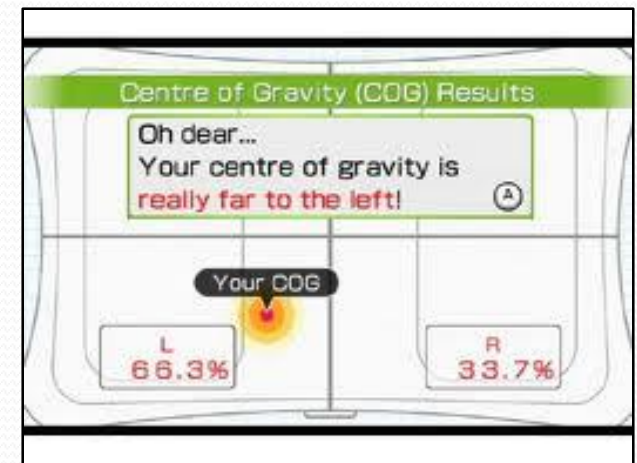 Centre of Gravity (COG) Results
Oh dear...
Your centre of gravity is
really far to the left!
A
Your COG
L
66.3%
R
33.7%